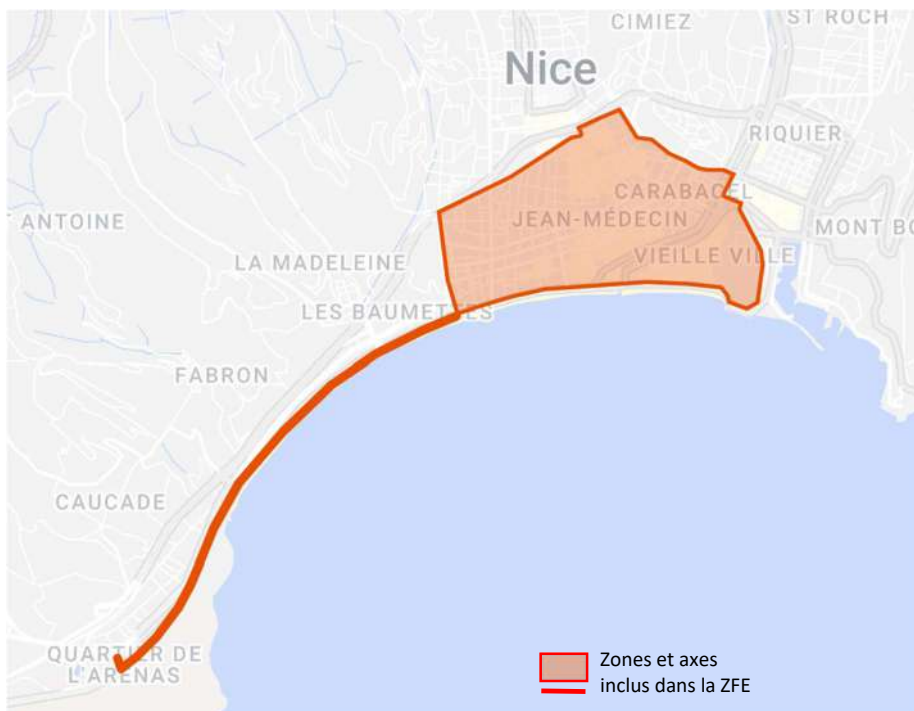 CIMIEZ
ST ROCH
Nice
RIQUIER
CARABACEL
T ANTOINE
JEAN-MÉDECIN
MONT BO
LA MADELEINE
VIEILLE VILLE
LES BAUMETTES
FABRON
CAUCADE
QUARTIER DE
L'ARENAS
Zones et axes
inclus dans la ZFE